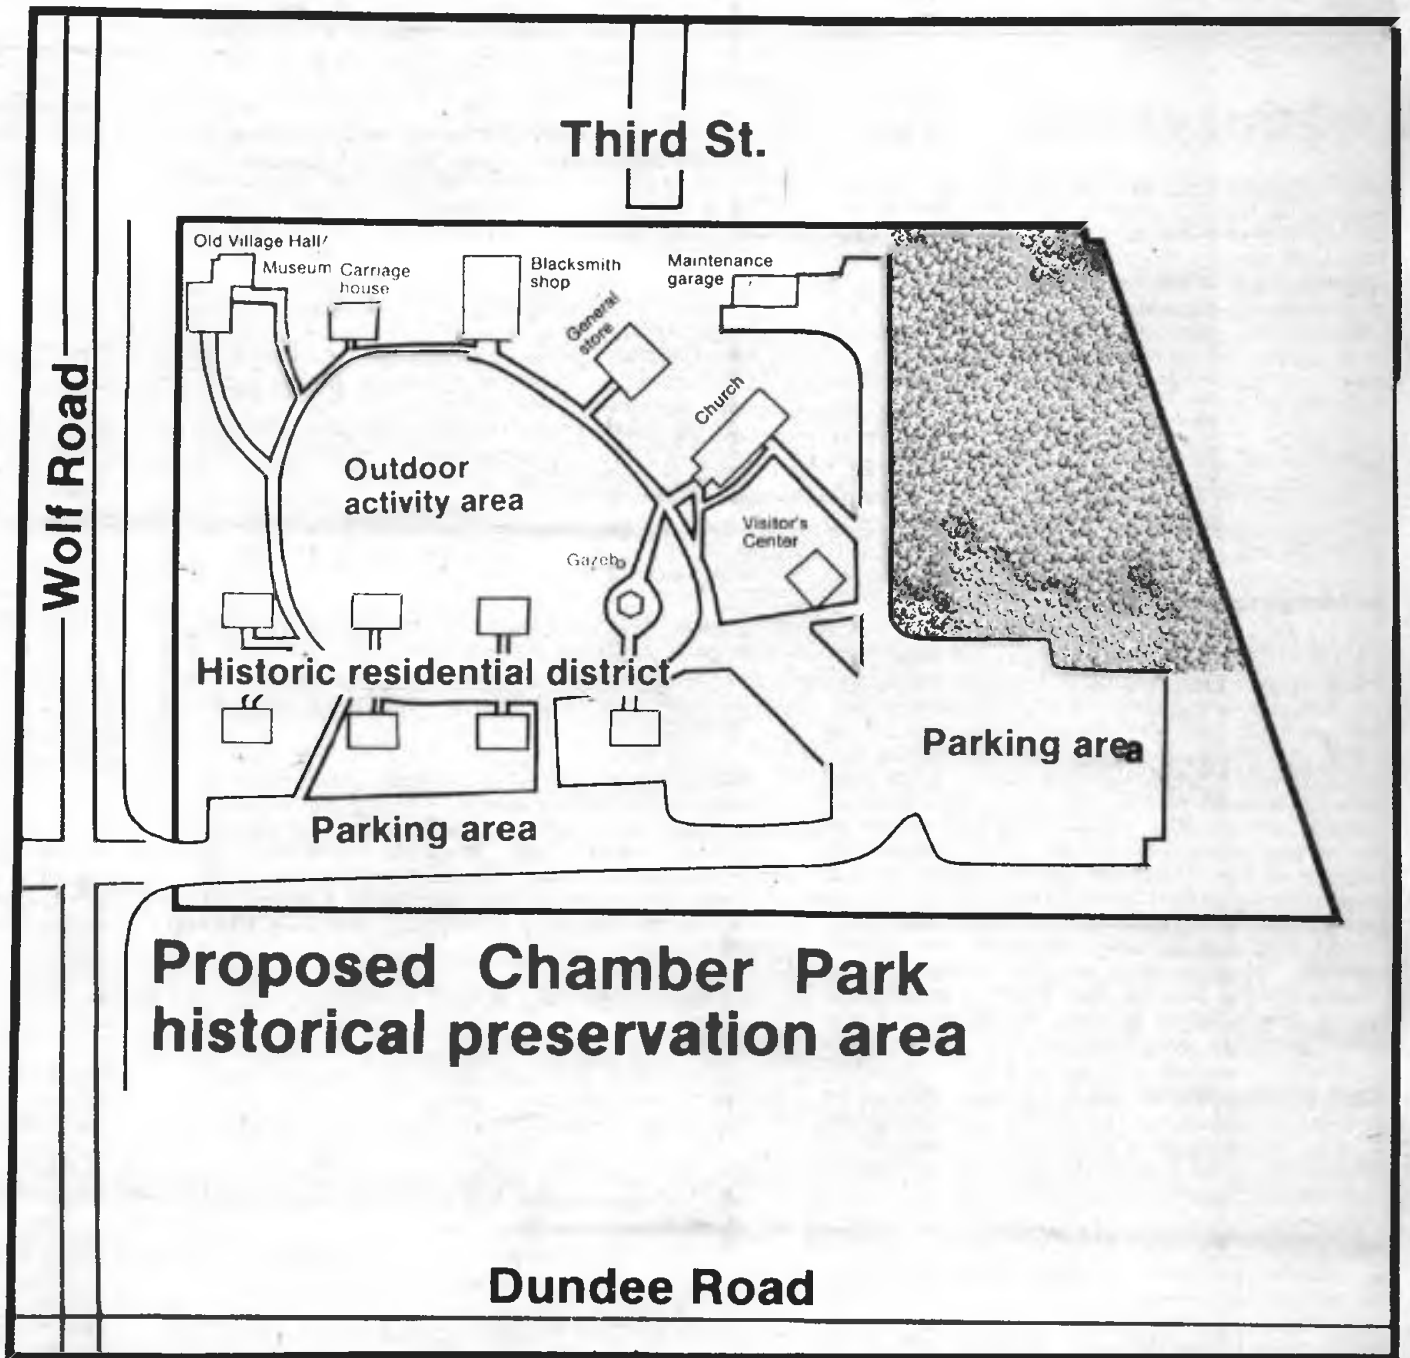 Third St.
Old Village Hall/
Museum
Carriage
house
Blacksmith
shop
Maintenance
garage
General
store
Church
Wolf Road
Outdoor
activity area
Visitor's
Center
Gazebo
Historic residential district
Parking area
Parking area
Proposed Chamber Park
historical preservation area
Dundee Road